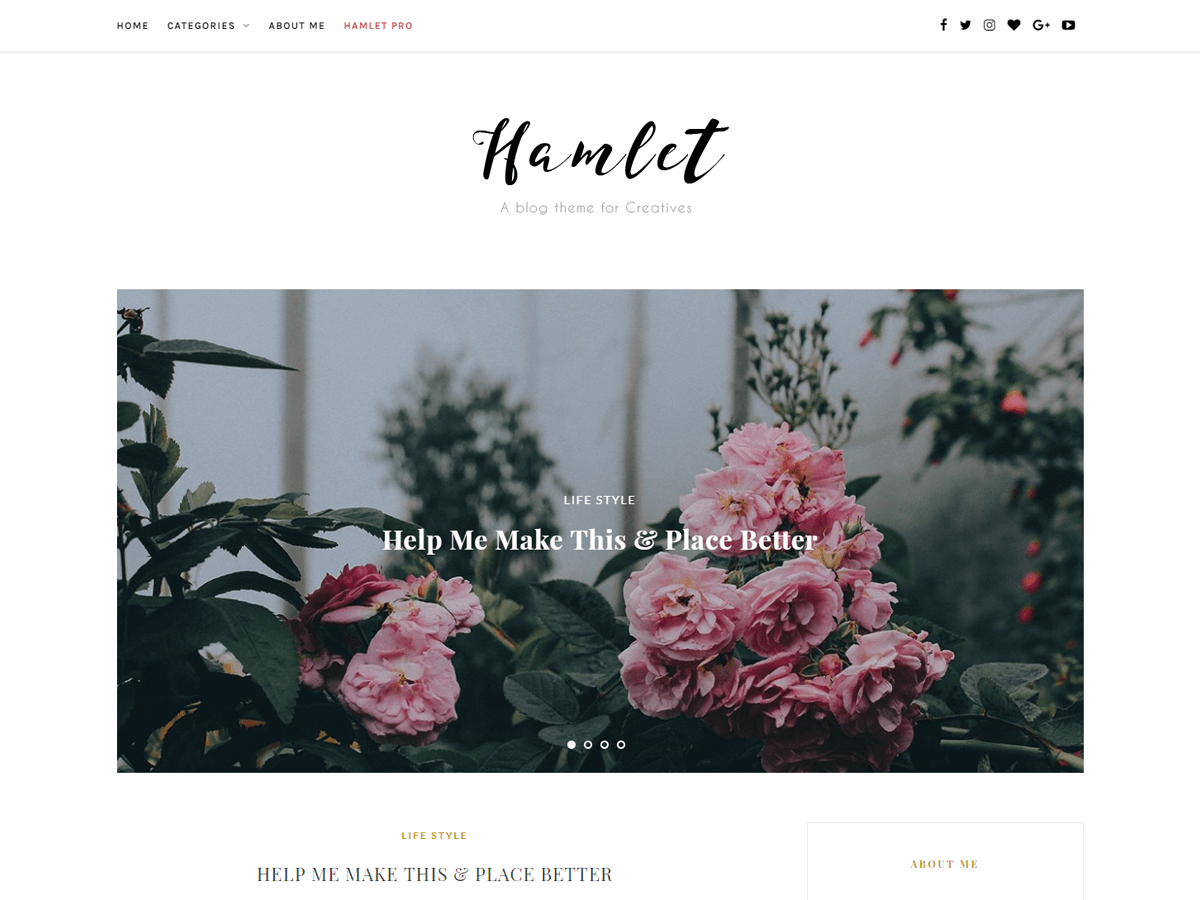 HOME CATEGORIES ABOUT ME HAMLET PRO
Hamlet
A blog theme for Creatives
LIFE STYLE
Help Me Make This & Place Better
LIFE STYLE
HELP ME MAKE THIS & PLACE BETTER
ABOUT ME